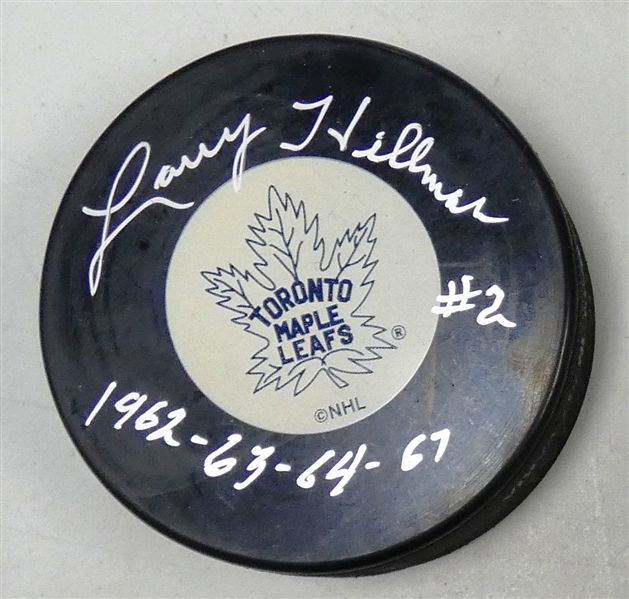 Larry Hillman
#2
TORONTO
MAPLE
LEAFS
®
©NHL
1962-63-64-67